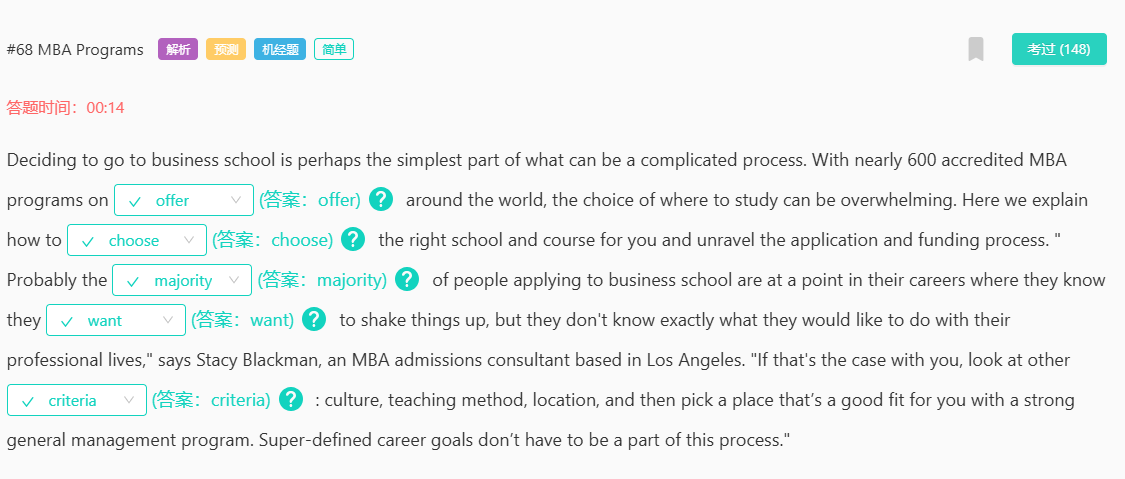 #68 MBA Programs 解析 预测 机经题 简单 考过 (148)
答题时间：00:14
Deciding to go to business school is perhaps the simplest part of what can be a complicated process. With nearly 600 accredited MBA
programs on offer (答案：offer) ? around the world, the choice of where to study can be overwhelming. Here we explain
how to choose (答案：choose) ? the right school and course for you and unravel the application and funding process. "
Probably the majority (答案：majority) ? of people applying to business school are at a point in their careers where they know
they want (答案：want) ? to shake things up, but they don't know exactly what they would like to do with their
professional lives," says Stacy Blackman, an MBA admissions consultant based in Los Angeles. "If that's the case with you, look at other
criteria (答案：criteria) ? : culture, teaching method, location, and then pick a place that’s a good fit for you with a strong
general management program. Super-defined career goals don’t have to be a part of this process."